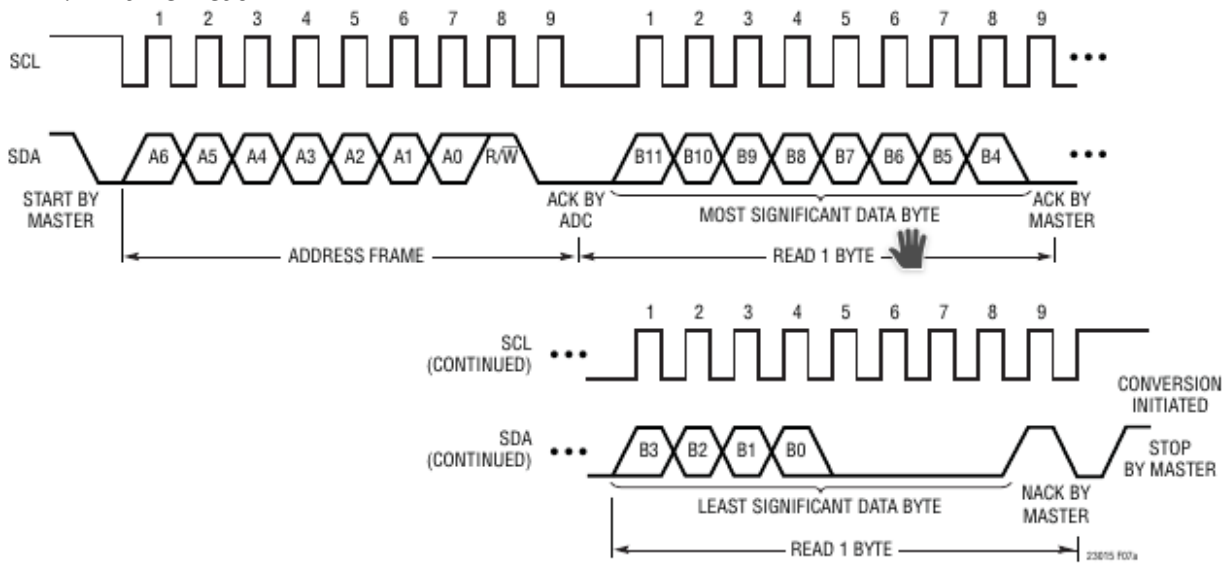 1 2 3 4 5 6 7 8 9 1 2 3 4 5 6 7 8 9
SCL
SDA A6 A5 A4 A3 A2 A1 A0 R/W̅ B11 B10 B9 B8 B7 B6 B5 B4
START BY MASTER
ACK BY ADC
MOST SIGNIFICANT DATA BYTE
ACK BY MASTER
ADDRESS FRAME
READ 1 BYTE
1 2 3 4 5 6 7 8 9
SCL
(CONTINUED)
CONVERSION
INITIATED
SDA
(CONTINUED)
B3 B2 B1 B0
STOP
BY MASTER
LEAST SIGNIFICANT DATA BYTE
NACK BY
MASTER
READ 1 BYTE
23015 F07a